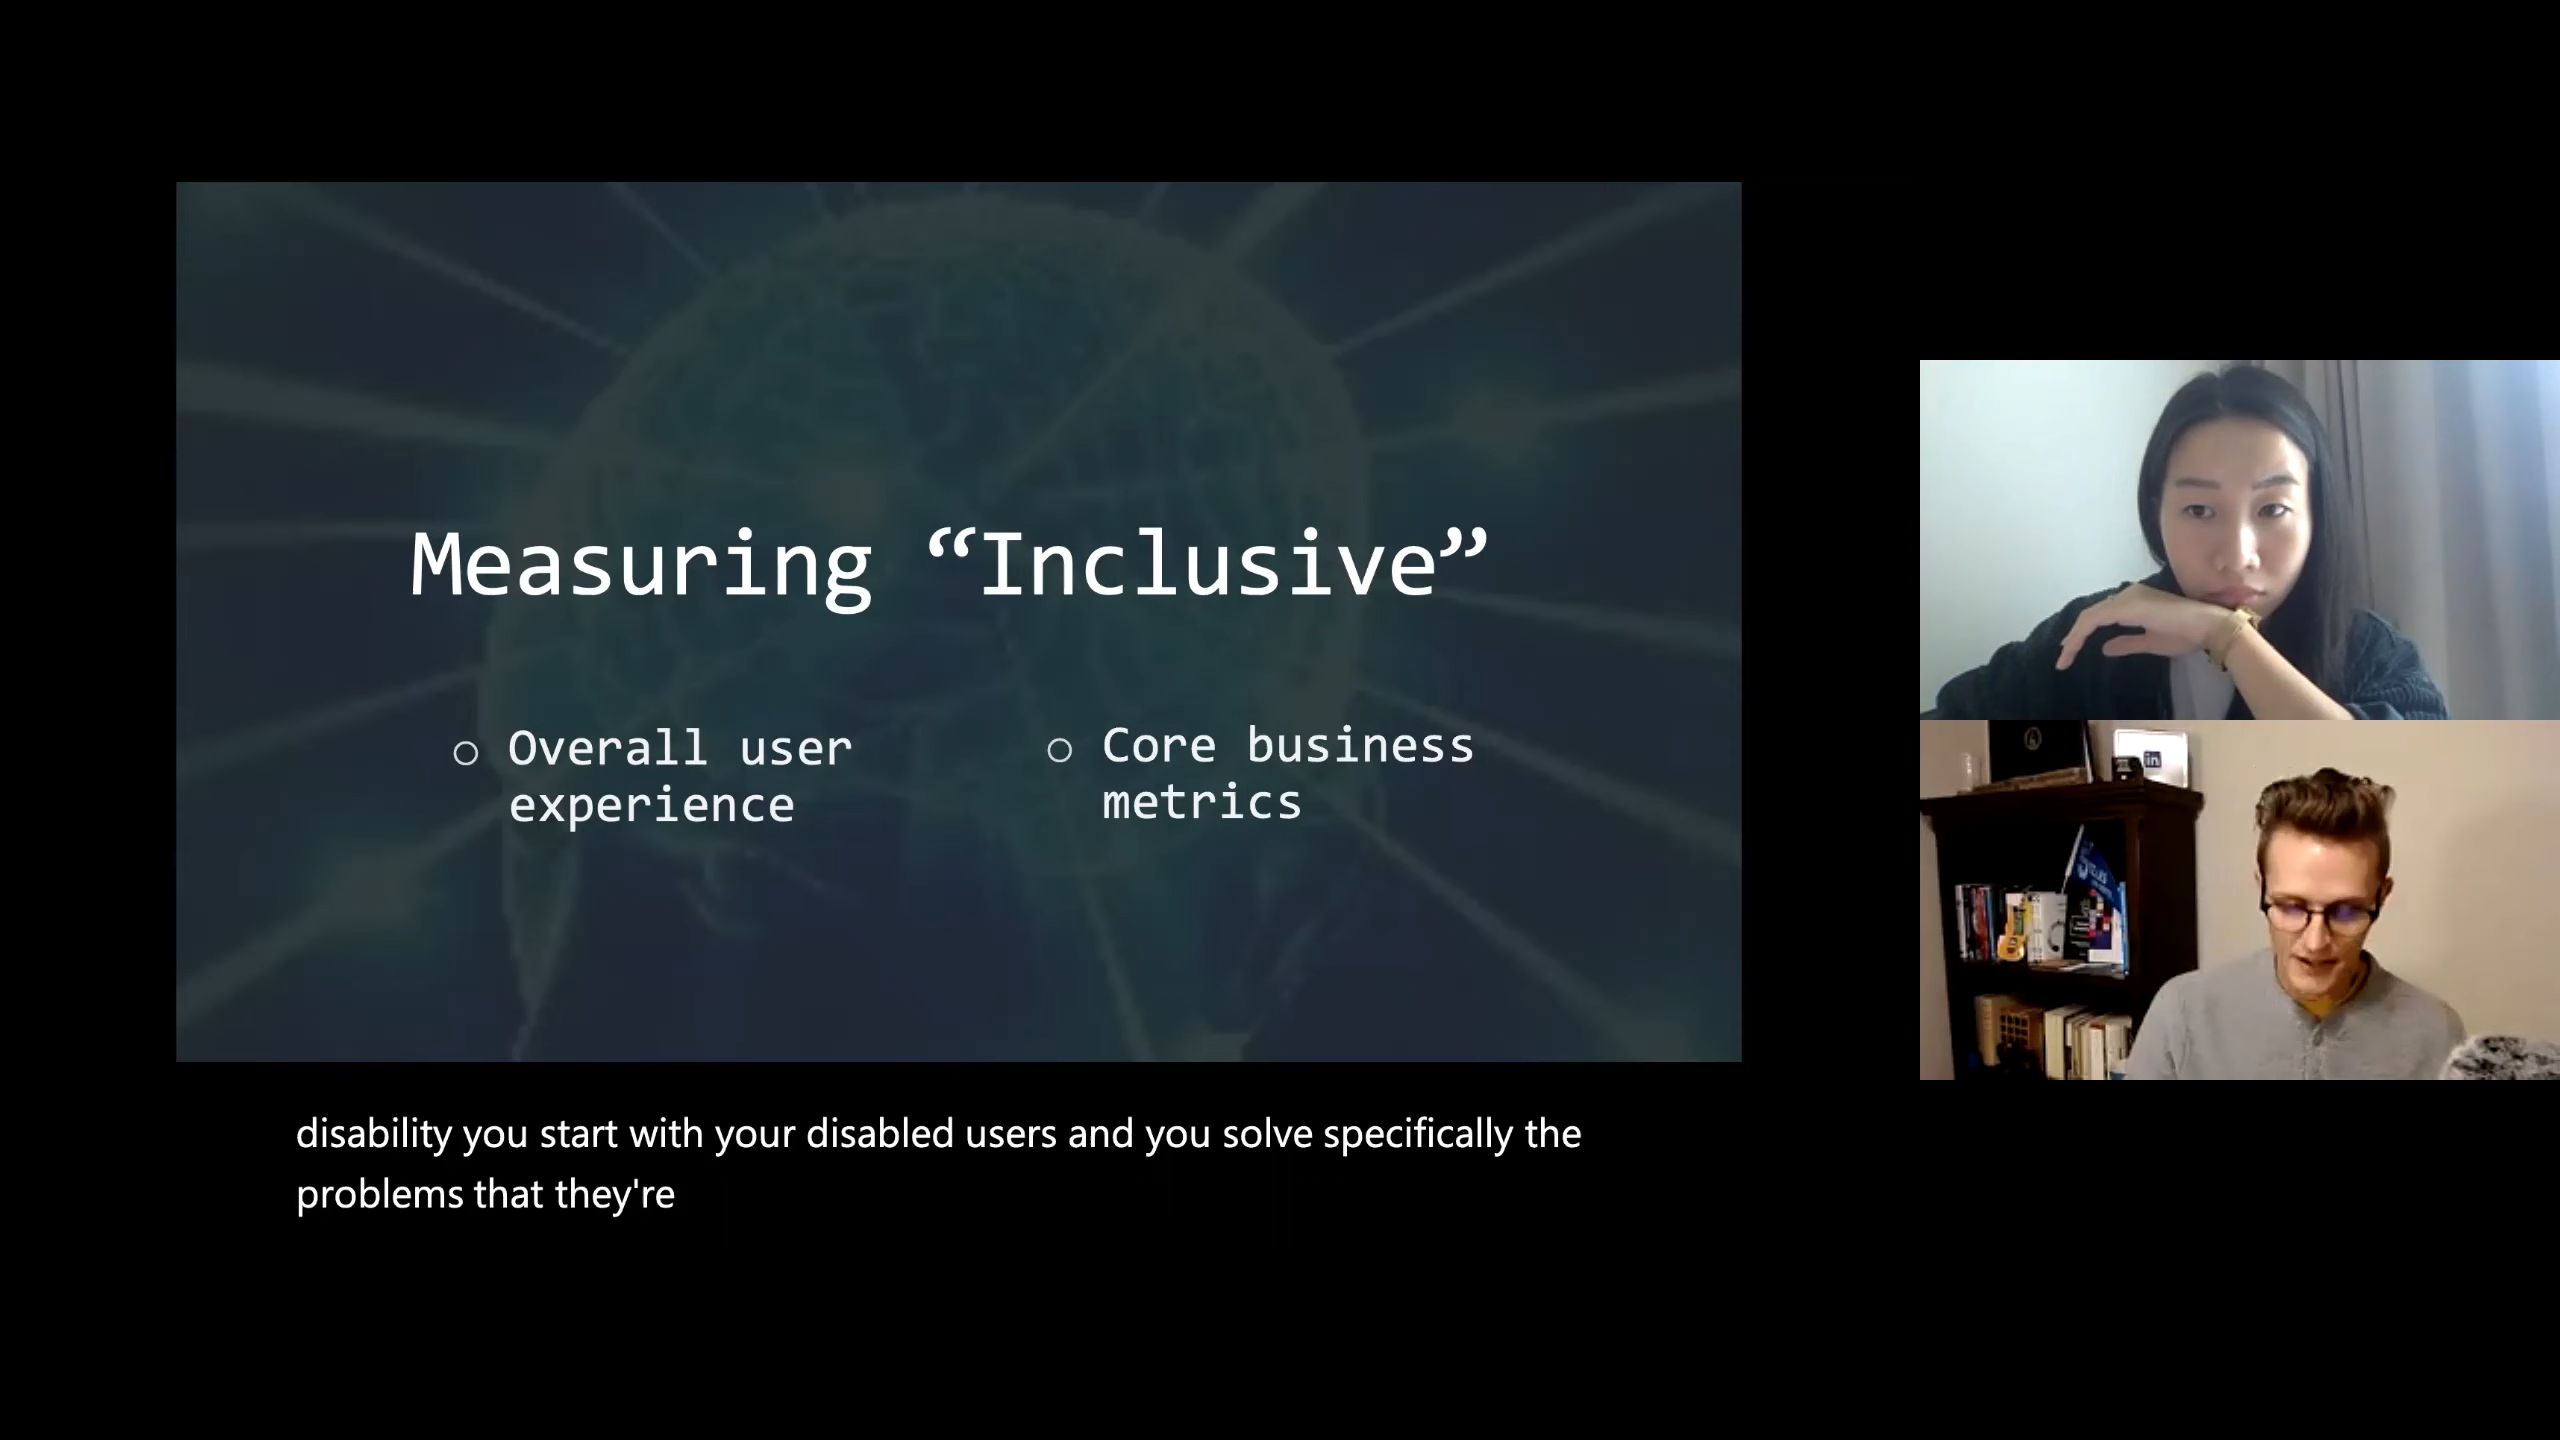 Measuring “Inclusive”
○ Overall user
experience
○ Core business
metrics
in
disability you start with your disabled users and you solve specifically the
problems that they're